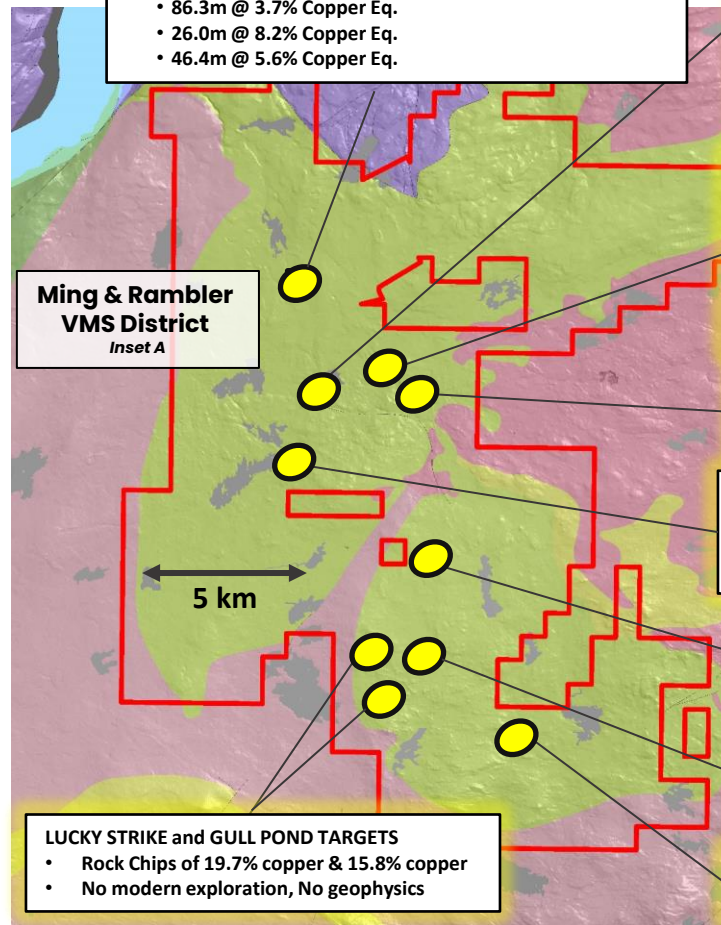 • 86.3m @ 3.7% Copper Eq.
• 26.0m @ 8.2% Copper Eq.
• 46.4m @ 5.6% Copper Eq.
Ming & Rambler
VMS District
Inset A
5 km
LUCKY STRIKE and GULL POND TARGETS
• Rock Chips of 19.7% copper & 15.8% copper
• No modern exploration, No geophysics